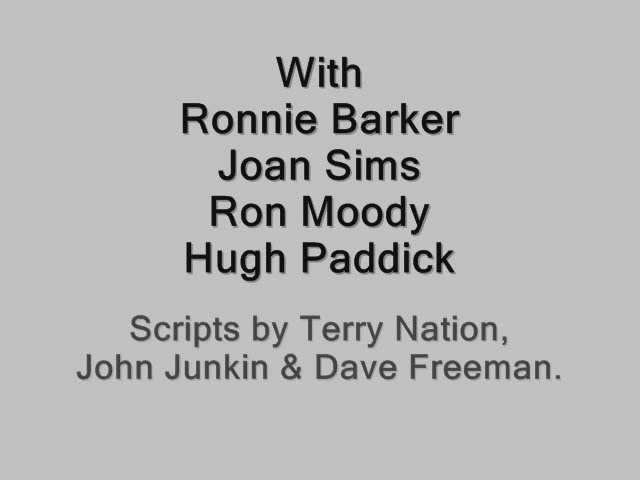 With
Ronnie Barker
Joan Sims
Ron Moody
Hugh Paddick
Scripts by Terry Nation,
John Junkin & Dave Freeman.